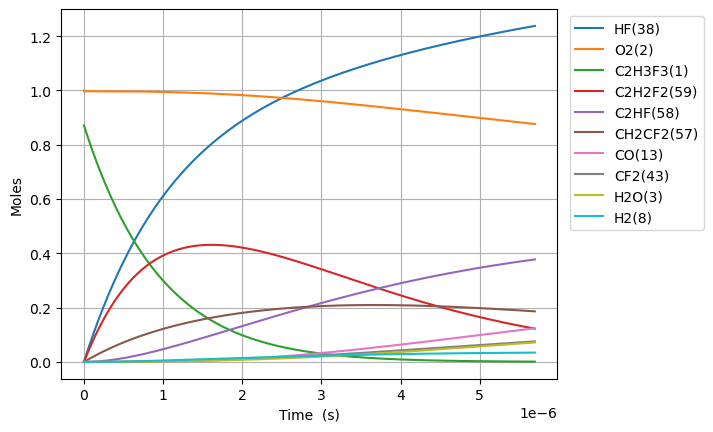 1.2
1.0
0.8
0.6
0.4
0.2
0.0
Moles
0
1
2
3
4
5
1e−6
Time  (s)
HF(38)
O2(2)
C2H3F3(1)
C2H2F2(59)
C2HF(58)
CH2CF2(57)
CO(13)
CF2(43)
H2O(3)
H2(8)